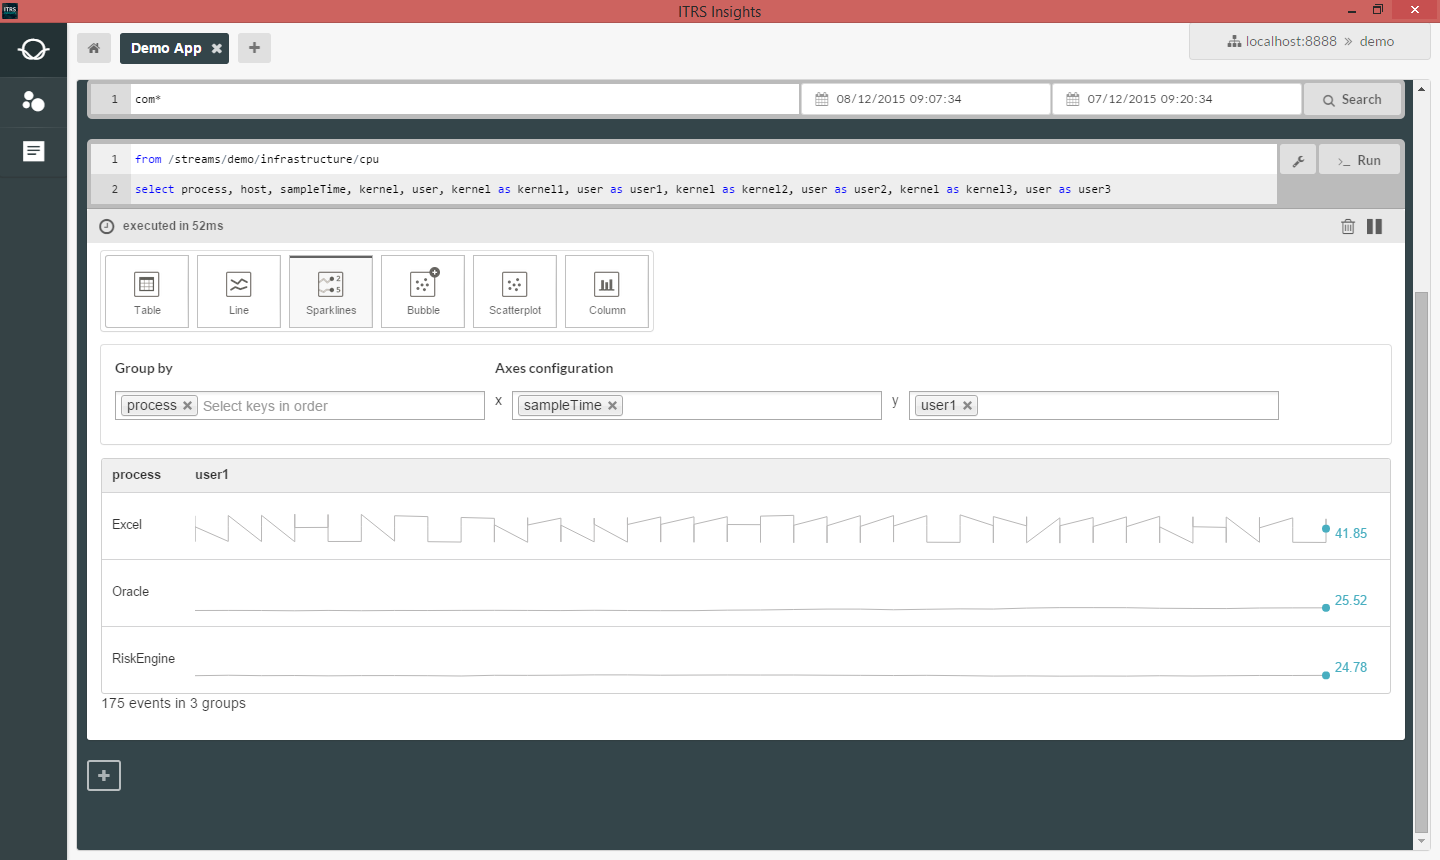 ITRS
ITRS Insights
Demo App
localhost:8888 » demo
1 com*
08/12/2015 09:07:34
07/12/2015 09:20:34
Search
1 from /streams/demo/infrastructure/cpu
>_ Run
2 select process, host, sampleTime, kernel, user, kernel as kernel1, user as user1, kernel as kernel2, user as user2, kernel as kernel3, user as user3
executed in 52ms
2
5
Table
Line
Sparklines
Bubble
Scatterplot
Column
Group by
Axes configuration
process Select keys in order
x
sampleTime
y
user1
process user1
Excel
41.85
Oracle
25.52
RiskEngine
24.78
175 events in 3 groups